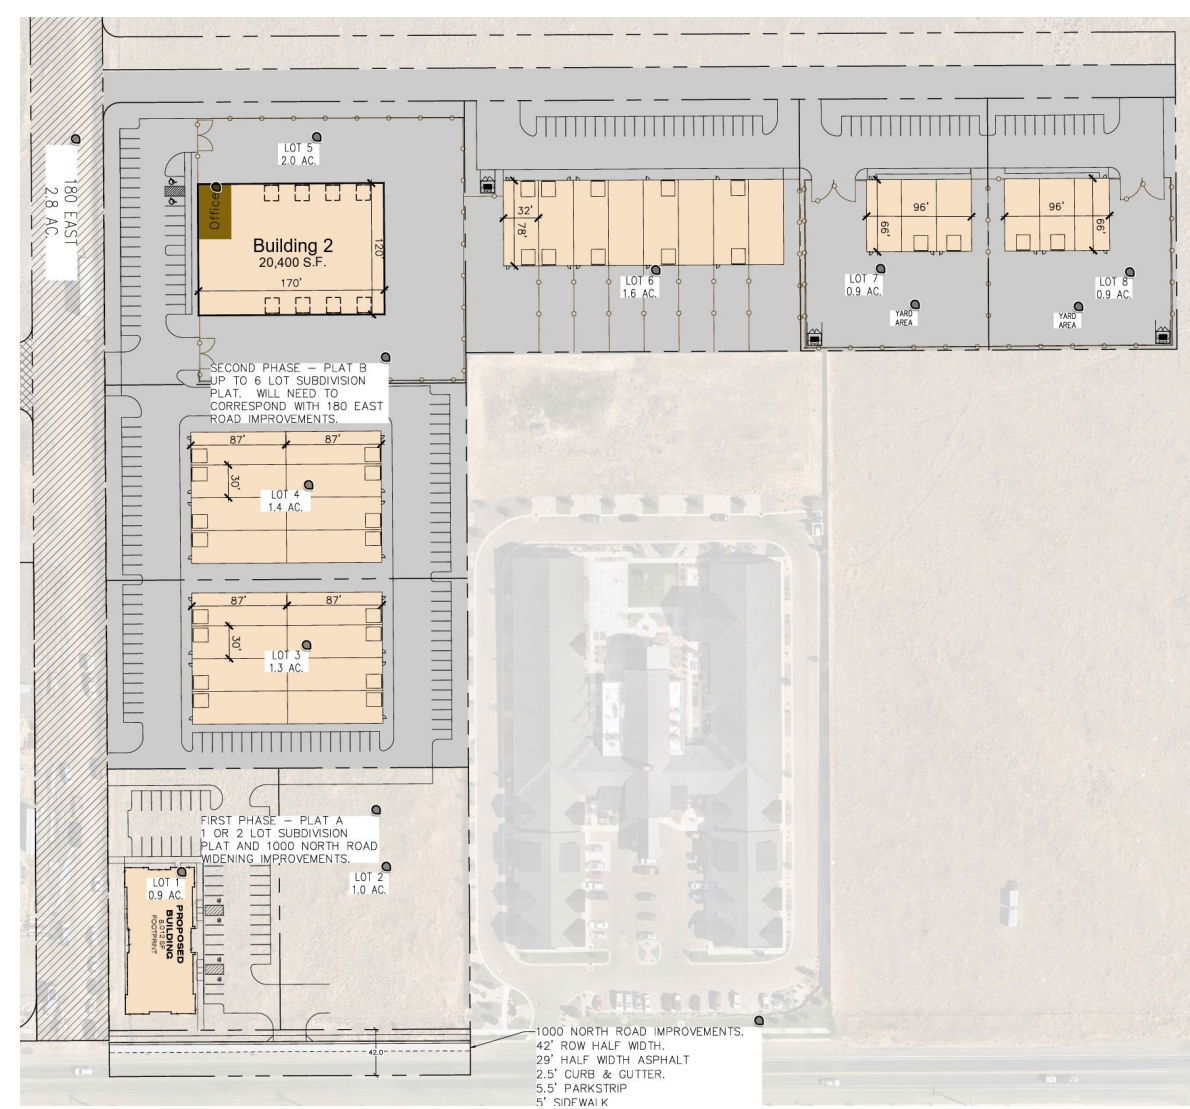 180 EAST
2.8 AC.
LOT 5
2.0 AC.
Office
Building 2
20,400 S.F.
120'
170'
32'
78'
LOT 6
1.6 AC.
96'
66'
LOT 7
0.9 AC.
YARD
AREA
96'
66'
LOT 8
0.9 AC.
YARD
AREA
SECOND PHASE – PLAT B
UP TO 6 LOT SUBDIVISION
PLAT. WILL NEED TO
CORRESPOND WITH 180 EAST
ROAD IMPROVEMENTS.
87'
87'
30'
LOT 4
1.4 AC.
87'
87'
30'
LOT 3
1.3 AC.
FIRST PHASE – PLAT A
1 OR 2 LOT SUBDIVISION
PLAT AND 1000 NORTH ROAD
WIDENING IMPROVEMENTS.
LOT 1
0.9 AC.
LOT 2
1.0 AC.
PROPOSED
BUILDING
8,012 SF
FOOTPRINT
42.0'
1000 NORTH ROAD IMPROVEMENTS.
42' ROW HALF WIDTH.
29' HALF WIDTH ASPHALT
2.5' CURB & GUTTER.
5.5' PARKSTRIP
5' SIDEWALK